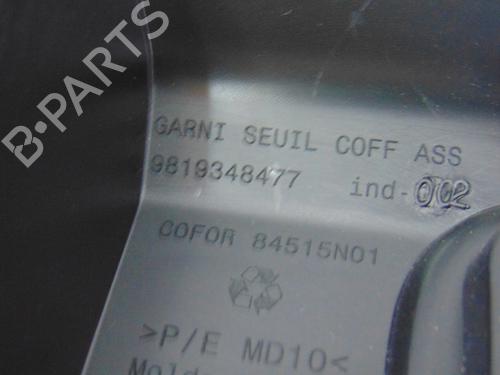 B-PARTS
GARNI SEUIL COFF ASS
9819348477 ind-002
COFOR 84515N01
>P/E MD10<